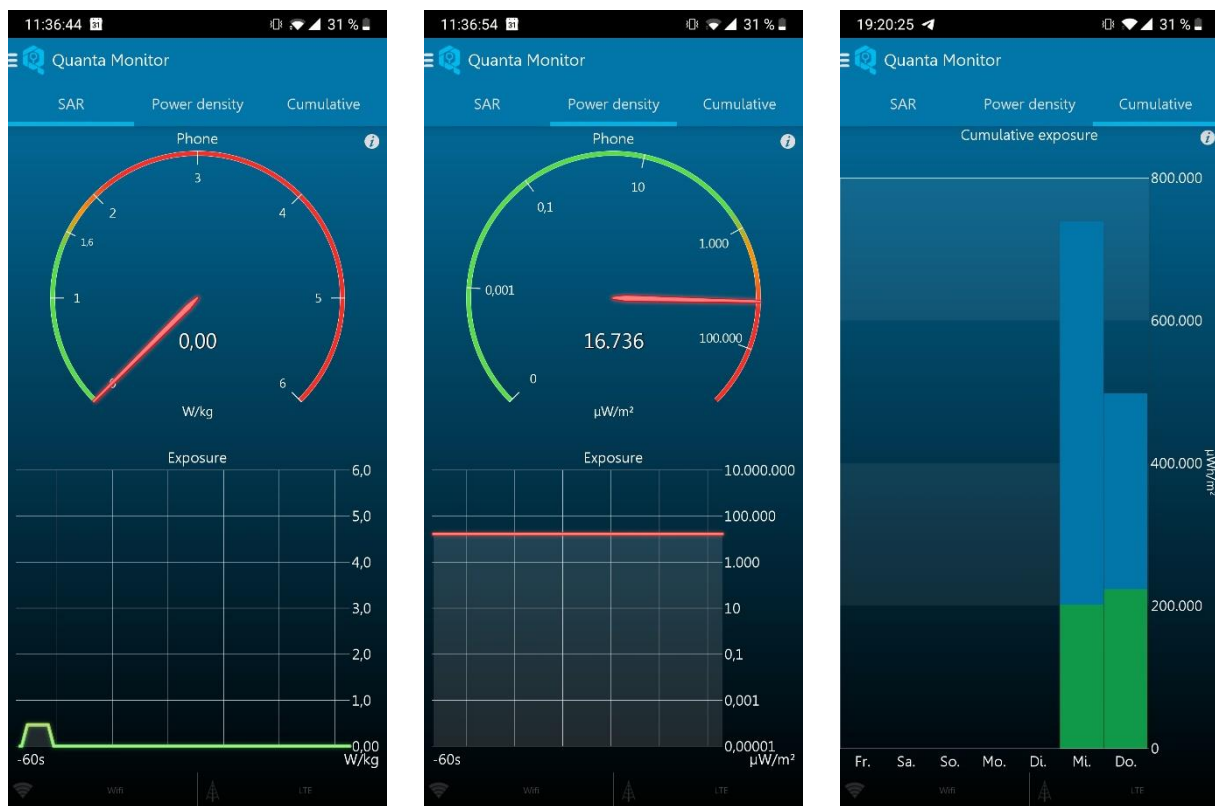 11:36:44 31 31 %
Quanta Monitor
SAR Power density Cumulative
Phone
3
2 4
1,6
1 5
0,00
0 6
W/kg
Exposure
6,0
5,0
4,0
3,0
2,0
1,0
0,00
-60s W/kg
Wifi LTE
11:36:54 31 31 %
Quanta Monitor
SAR Power density Cumulative
Phone
10
0,1
1.000
0,001
16.736 100.000
0
µW/m²
Exposure
10.000.000
100.000
1.000
10
0,1
0,001
0,00001
-60s µW/m²
Wifi LTE
19:20:25 31 %
Quanta Monitor
SAR Power density Cumulative
Cumulative exposure
800.000
600.000
400.000
µWh/m²
200.000
0
Fr. Sa. So. Mo. Di. Mi. Do.
Wifi LTE